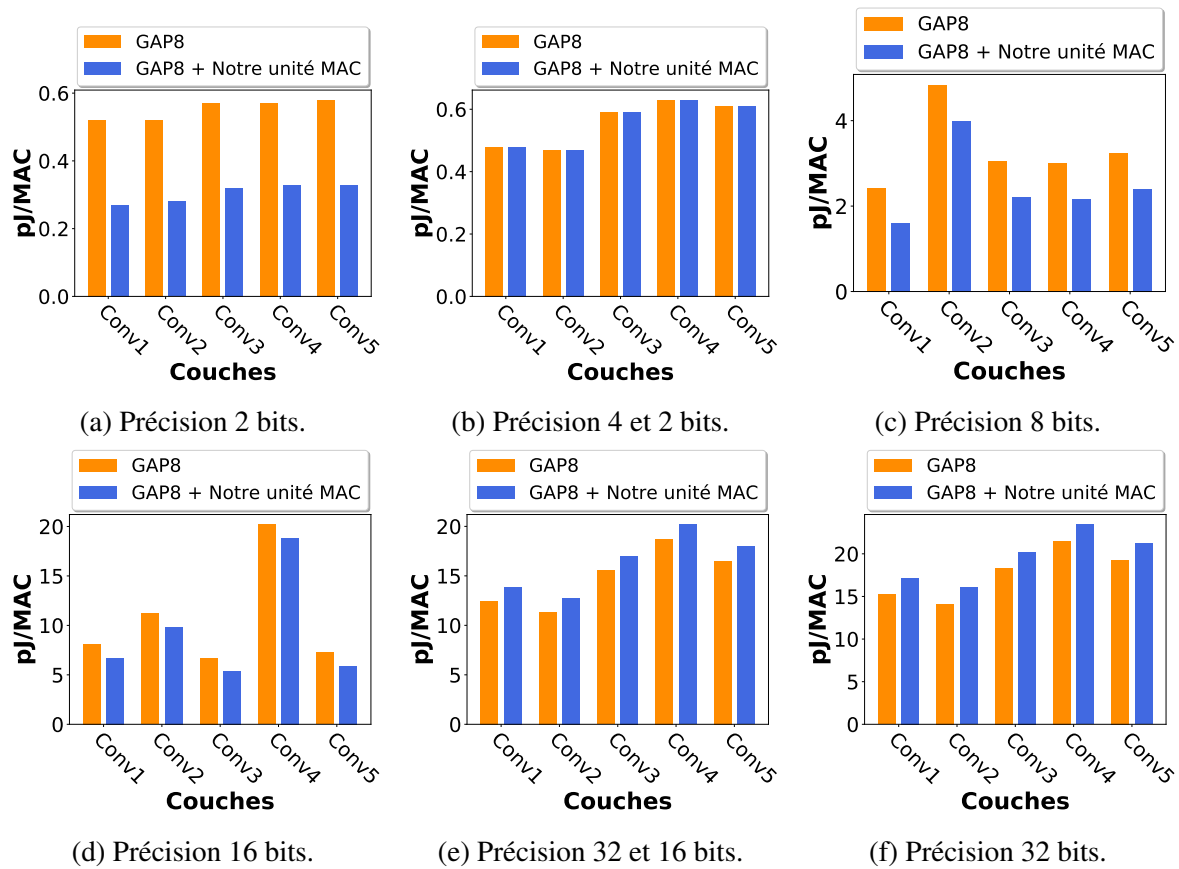 GAP8
GAP8 + Notre unité MAC
0.6
0.4
0.2
0.0
pJ/MAC
Conv1
Conv2
Conv3
Conv4
Conv5
Couches
(a) Précision 2 bits.
GAP8
GAP8 + Notre unité MAC
0.6
0.4
0.2
0.0
pJ/MAC
Conv1
Conv2
Conv3
Conv4
Conv5
Couches
(b) Précision 4 et 2 bits.
GAP8
GAP8 + Notre unité MAC
4
2
0
pJ/MAC
Conv1
Conv2
Conv3
Conv4
Conv5
Couches
(c) Précision 8 bits.
GAP8
GAP8 + Notre unité MAC
20
15
10
5
0
pJ/MAC
Conv1
Conv2
Conv3
Conv4
Conv5
Couches
(d) Précision 16 bits.
GAP8
GAP8 + Notre unité MAC
20
15
10
5
0
pJ/MAC
Conv1
Conv2
Conv3
Conv4
Conv5
Couches
(e) Précision 32 et 16 bits.
GAP8
GAP8 + Notre unité MAC
20
15
10
5
0
pJ/MAC
Conv1
Conv2
Conv3
Conv4
Conv5
Couches
(f) Précision 32 bits.